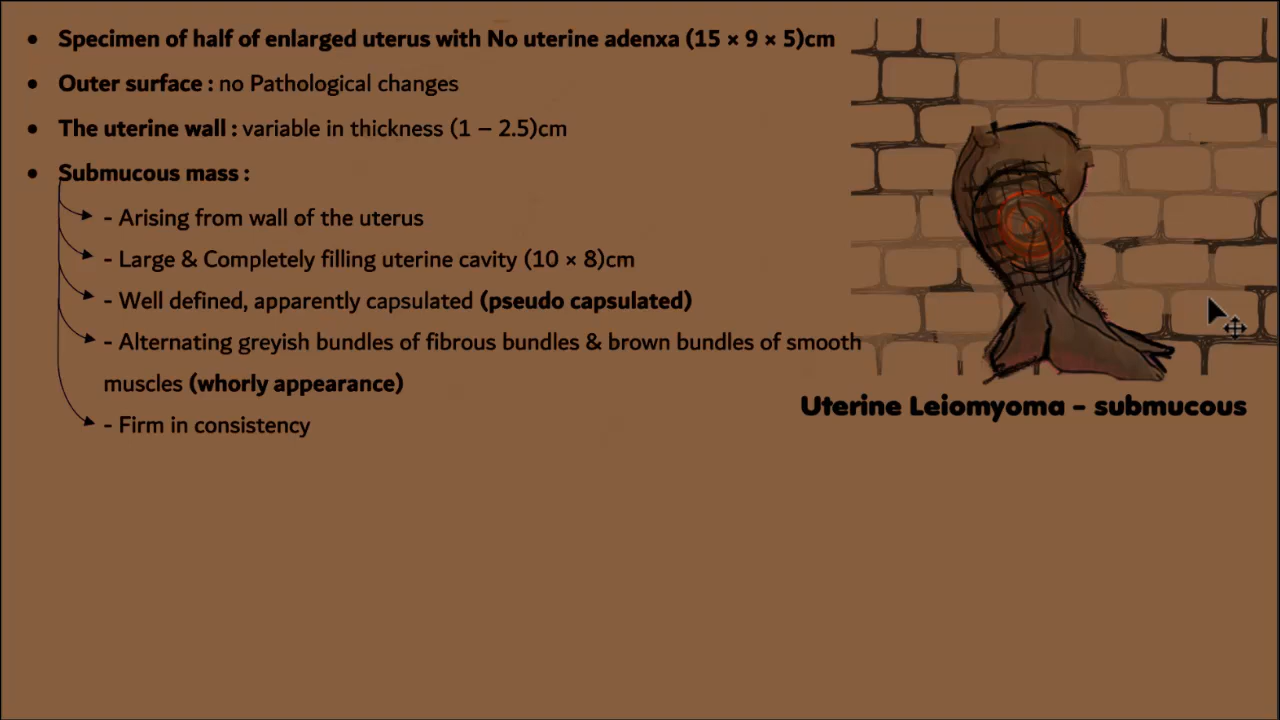 • Specimen of half of enlarged uterus with No uterine adenxa (15 × 9 × 5)cm
• Outer surface : no Pathological changes
• The uterine wall : variable in thickness (1 – 2.5)cm
• Submucous mass :
- Arising from wall of the uterus
- Large & Completely filling uterine cavity (10 × 8)cm
- Well defined, apparently capsulated (pseudo capsulated)
- Alternating greyish bundles of fibrous bundles & brown bundles of smooth
muscles (whorly appearance)
- Firm in consistency
Uterine Leiomyoma – submucous